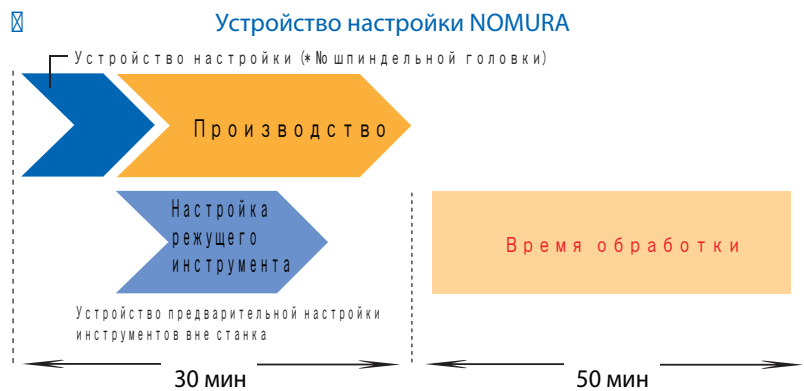 Устройство настройки NOMURA
Устройство настройки (* № шпиндельной головки)
Производство
Настройка
режущего
инструмента
Время обработки
Устройство предварительной настройки
инструментов вне станка
30 мин
50 мин